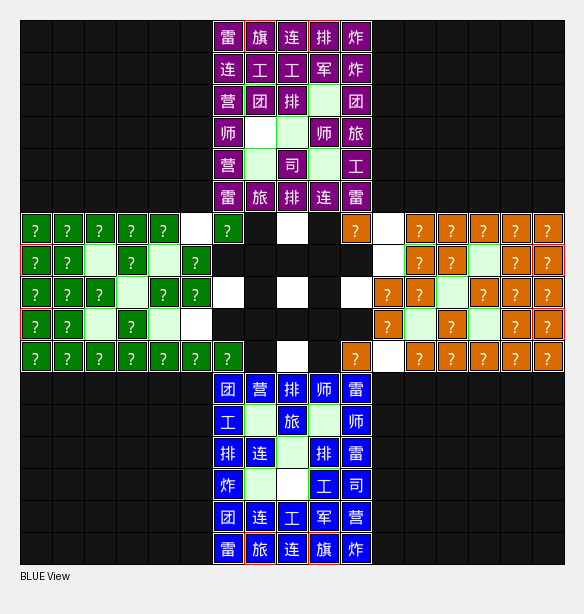 雷 旗 连 排 炸
连 工 工 军 炸
营 团 排 团
师 师 旅
营 司 工
雷 旅 排 连 雷
? ? ? ? ? ? ? ? ? ? ? ?
? ? ? ? ? ? ? ? ?
? ? ? ? ? ? ? ? ? ?
? ? ? ? ? ? ?
? ? ? ? ? ? ? ? ? ? ? ? ?
团 营 排 师 雷
工 旅 师
排 连 排 雷
炸 工 司
团 连 工 军 营
雷 旅 连 旗 炸
BLUE View